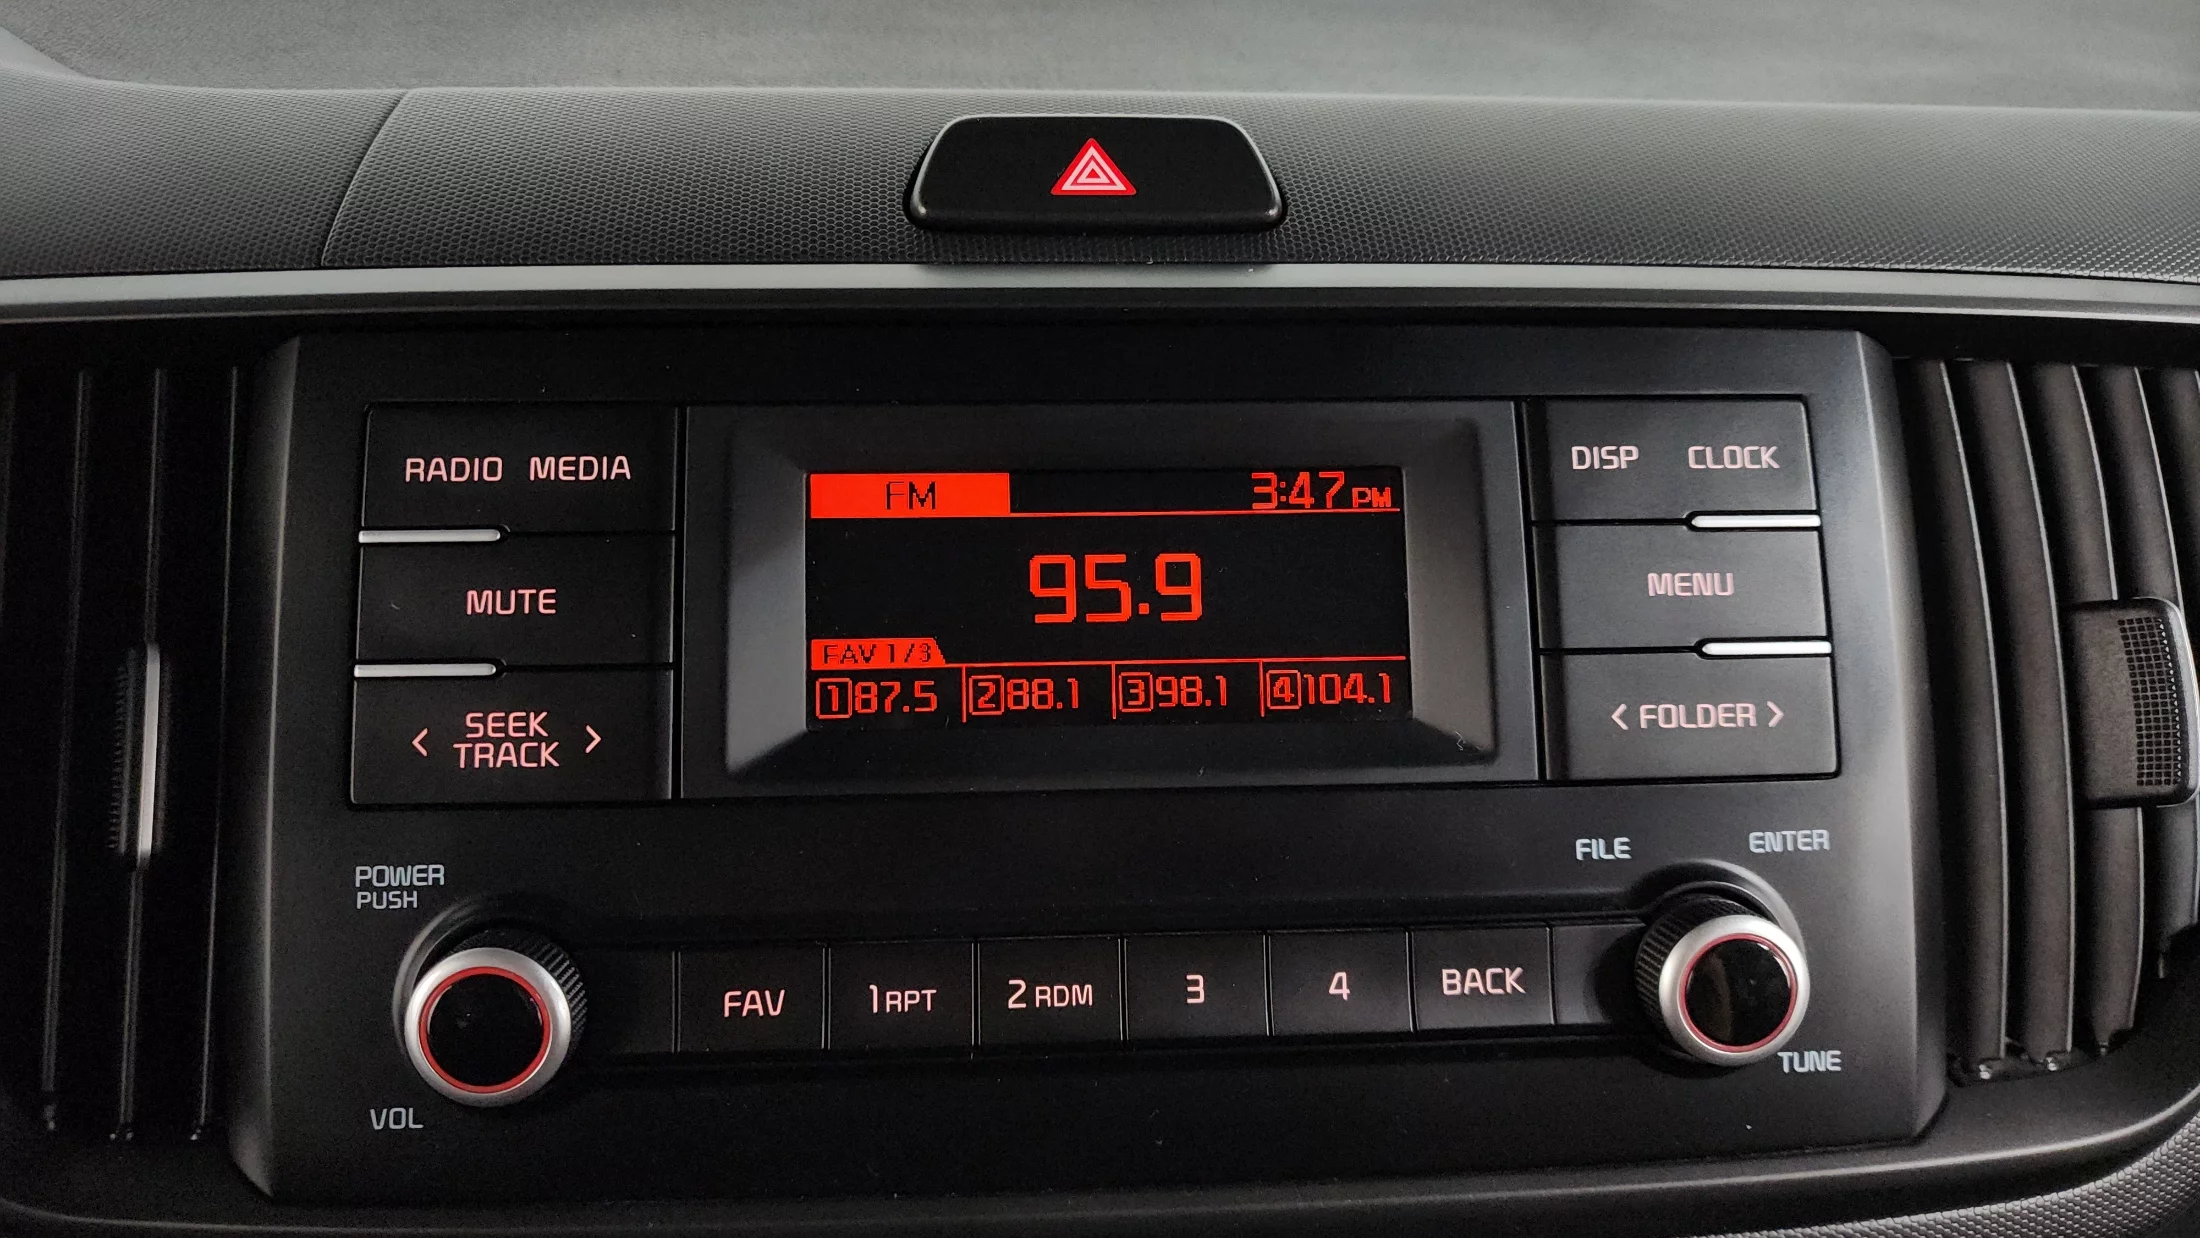 RADIO MEDIA
MUTE
< SEEK TRACK >
FM 3:47 PM
95.9
FAV 1/3
1 87.5 2 88.1 3 98.1 4 104.1
DISP CLOCK
MENU
< FOLDER >
POWER
PUSH
VOL
FAV 1 RPT 2 RDM 3 4 BACK
FILE ENTER
TUNE